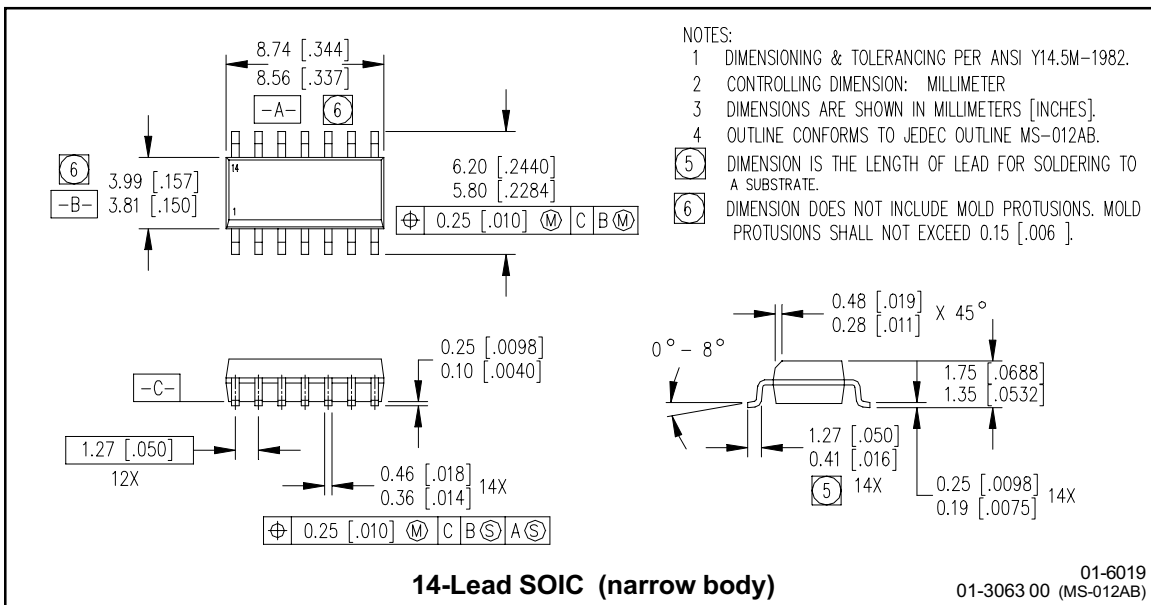 8.74 [.344]
8.56 [.337]
-A- 6
6
3.99 [.157]
3.81 [.150]
-B-
14
1
6.20 [.2440]
5.80 [.2284]
⌖ 0.25 [.010] Ⓜ C B Ⓜ
NOTES:
1 DIMENSIONING & TOLERANCING PER ANSI Y14.5M-1982.
2 CONTROLLING DIMENSION: MILLIMETER
3 DIMENSIONS ARE SHOWN IN MILLIMETERS [INCHES].
4 OUTLINE CONFORMS TO JEDEC OUTLINE MS-012AB.
5 DIMENSION IS THE LENGTH OF LEAD FOR SOLDERING TO
A SUBSTRATE.
6 DIMENSION DOES NOT INCLUDE MOLD PROTUSIONS. MOLD
PROTUSIONS SHALL NOT EXCEED 0.15 [.006 ].
-C-
0.25 [.0098]
0.10 [.0040]
1.27 [.050]
12X
0.46 [.018]
0.36 [.014]
14X
⌖ 0.25 [.010] Ⓜ C B Ⓢ A Ⓢ
0.48 [.019]
0.28 [.011]
X 45°
0°-8°
1.75 [.0688]
1.35 [.0532]
1.27 [.050]
0.41 [.016]
5 14X
0.25 [.0098]
0.19 [.0075]
14X
14-Lead SOIC (narrow body)
01-6019
01-3063 00 (MS-012AB)